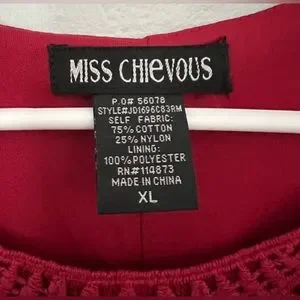 MISS CHIeVOUS
P.O# 56078
STYLE#JD1696C83RM
SELF FABRIC:
75% COTTON
25% NYLON
LINING:
100% POLYESTER
RN#114873
MADE IN CHINA
XL